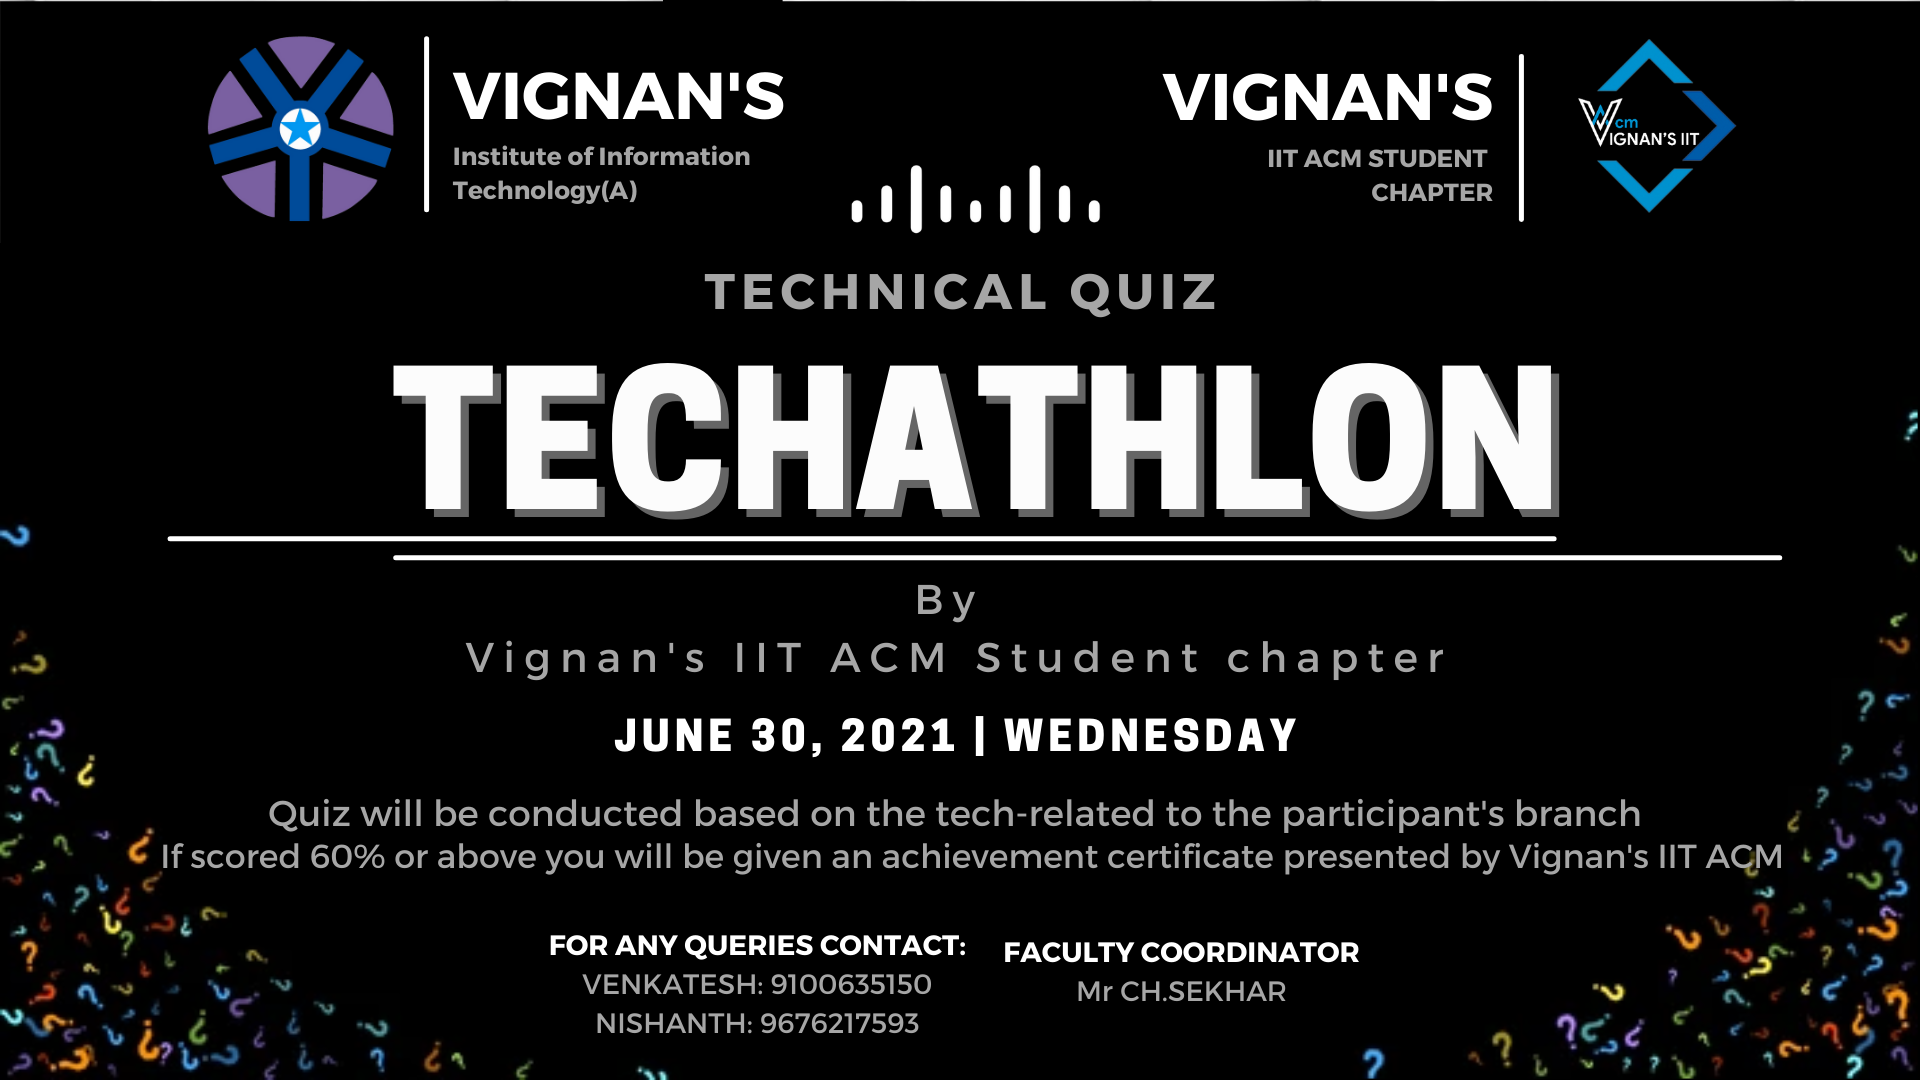 VIGNAN'S
Institute of Information
Technology(A)
VIGNAN'S
IIT ACM STUDENT
CHAPTER
cm
VIGNAN'S IIT
TECHNICAL QUIZ
TECHATHLON
By
Vignan's IIT ACM Student chapter
JUNE 30, 2021 | WEDNESDAY
Quiz will be conducted based on the tech-related to the participant's branch
If scored 60% or above you will be given an achievement certificate presented by Vignan's IIT ACM
FOR ANY QUERIES CONTACT:
VENKATESH: 9100635150
NISHANTH: 9676217593
FACULTY COORDINATOR
Mr CH.SEKHAR